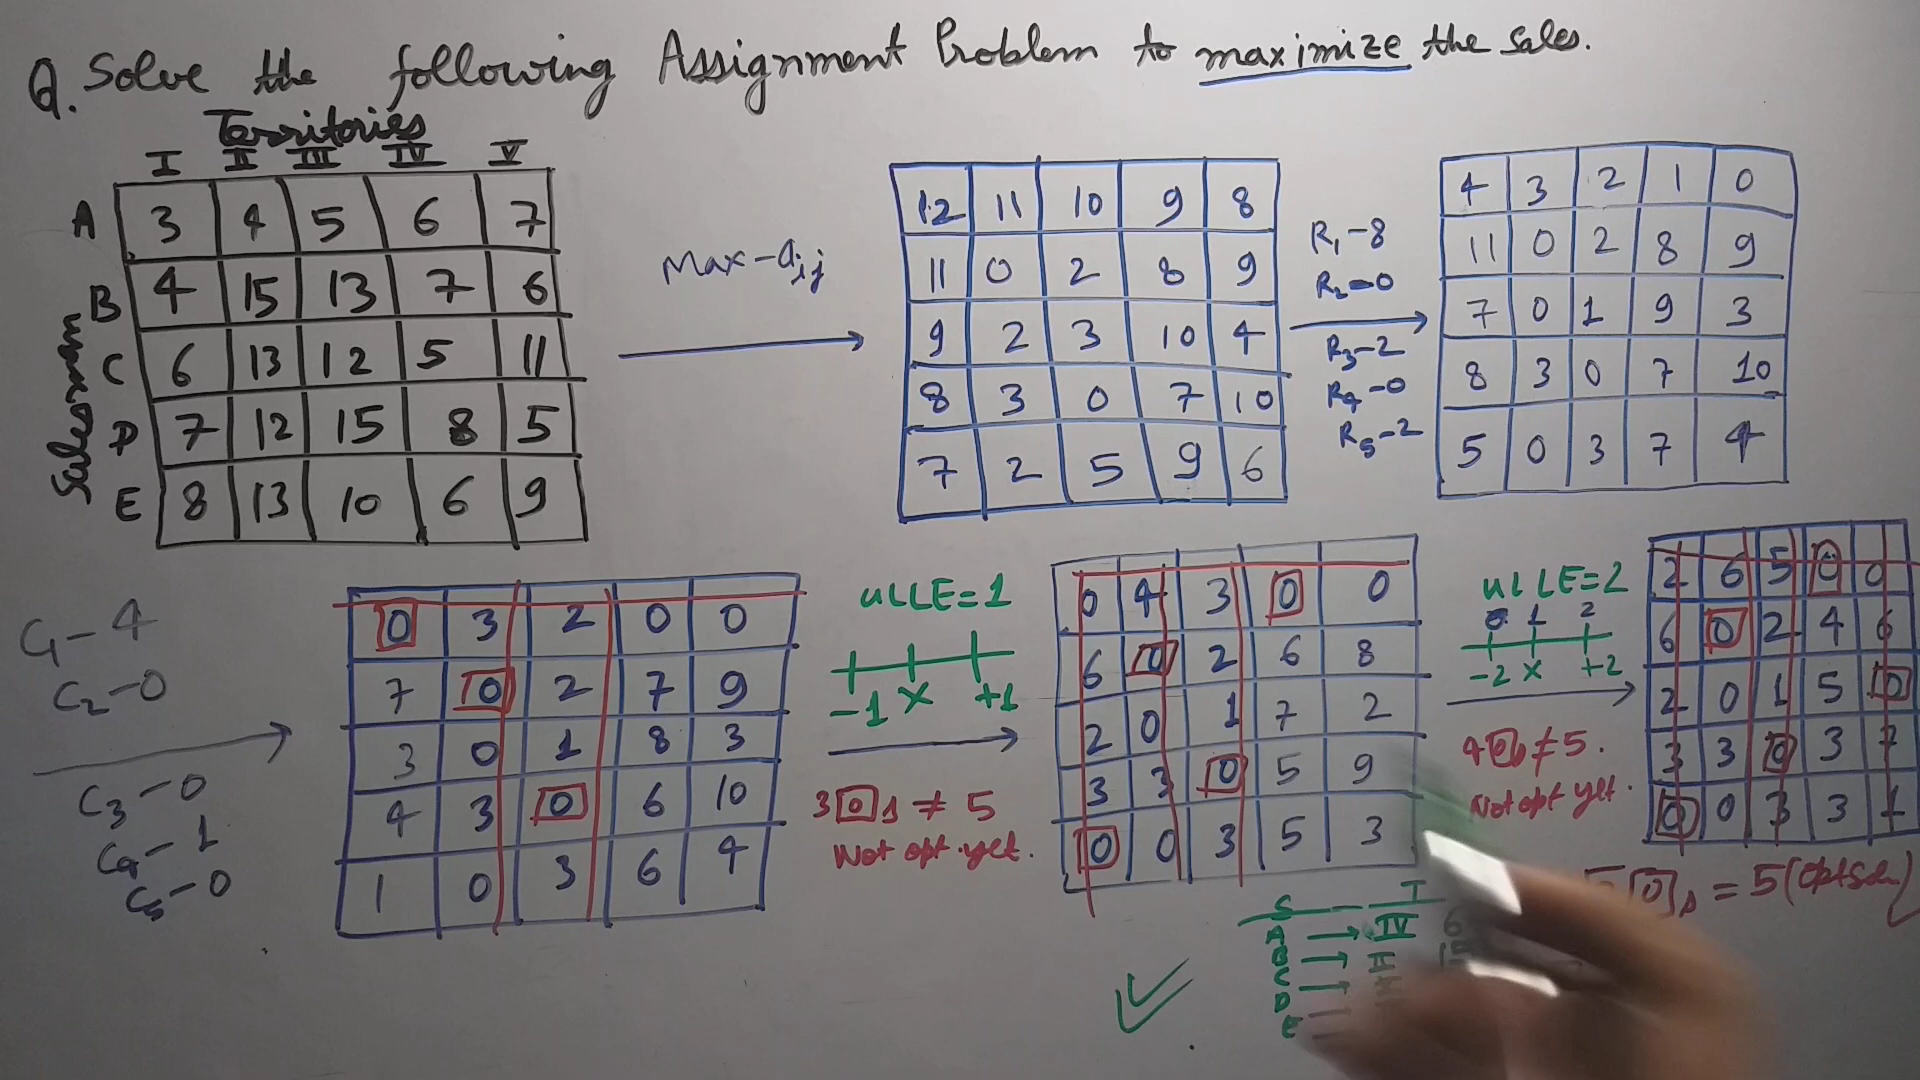 Q. Solve the following Assignment Problem to maximize the sales.
Territories
I II III IV V
Salesman
A 3 4 5 6 7
B 4 15 13 7 6
C 6 13 12 5 11
D 7 12 15 8 5
E 8 13 10 6 9
Max - aij
12 11 10 9 8
11 0 2 8 9
9 2 3 10 4
8 3 0 7 10
7 2 5 9 6
R1-8
R2-0
R3-2
R4-0
R5-2
4 3 2 1 0
11 0 2 8 9
7 0 1 9 3
8 3 0 7 10
5 0 3 7 4
C1-4
C2-0
C3-0
C4-1
C5-0
0 3 2 0 0
7 0 2 7 9
3 0 1 8 3
4 3 0 6 10
1 0 3 6 4
ULLE=1
-1 X +1
3 0 s ≠ 5
Not opt yet.
0 4 3 0 0
6 0 2 6 8
2 0 1 7 2
3 3 0 5 9
0 0 3 5 3
ULLE=2
0 1 2
-2 X +2
4 0 s ≠ 5.
Not opt yet.
2 6 5 0 0
6 0 2 4 6
2 0 1 5 0
3 3 0 3 7
0 0 3 3 1
0 s = 5 (opt soln)
S - T
A → IV 6
B → II
C →
D
E